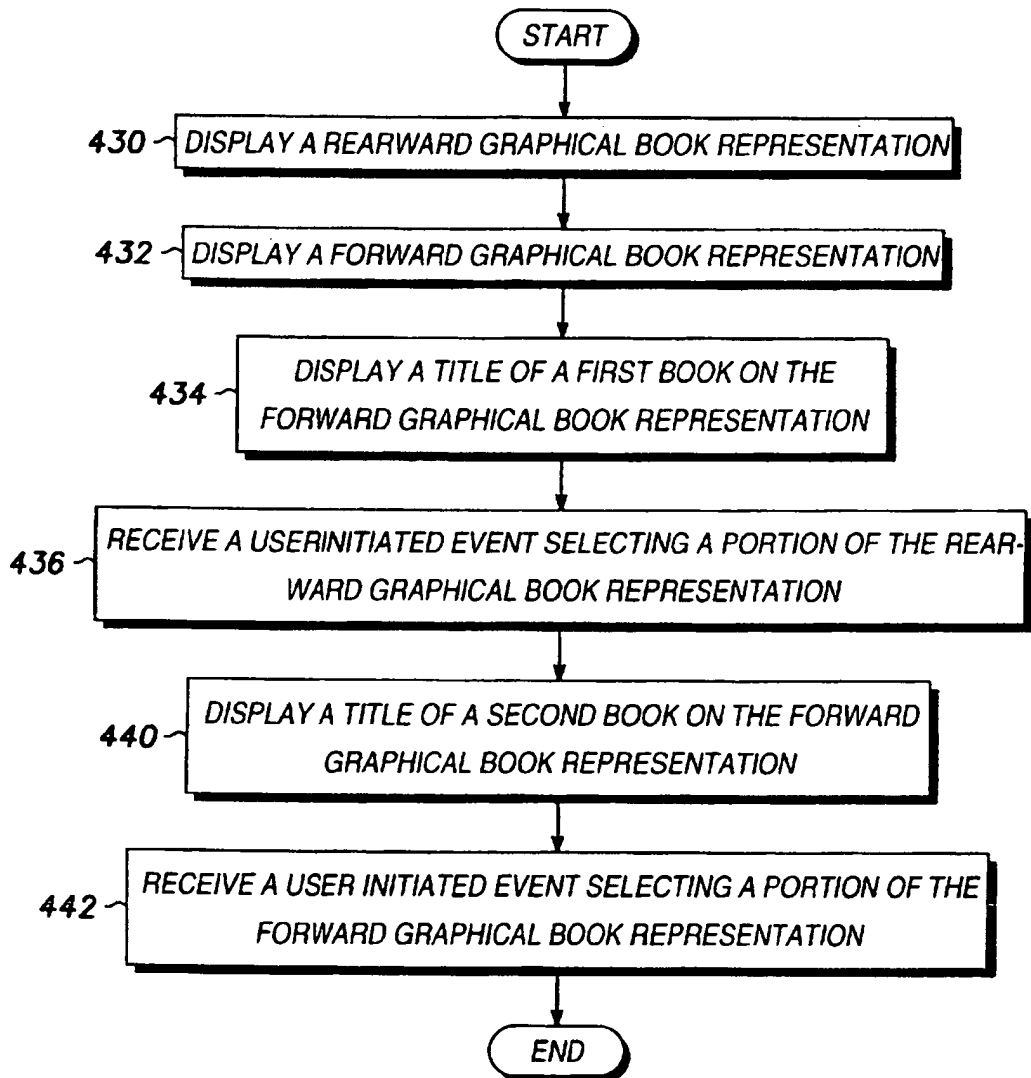 START
430 DISPLAY A REARWARD GRAPHICAL BOOK REPRESENTATION
432 DISPLAY A FORWARD GRAPHICAL BOOK REPRESENTATION
434 DISPLAY A TITLE OF A FIRST BOOK ON THE
FORWARD GRAPHICAL BOOK REPRESENTATION
436 RECEIVE A USERINITIATED EVENT SELECTING A PORTION OF THE REAR-
WARD GRAPHICAL BOOK REPRESENTATION
440 DISPLAY A TITLE OF A SECOND BOOK ON THE FORWARD
GRAPHICAL BOOK REPRESENTATION
442 RECEIVE A USER INITIATED EVENT SELECTING A PORTION OF THE
FORWARD GRAPHICAL BOOK REPRESENTATION
END